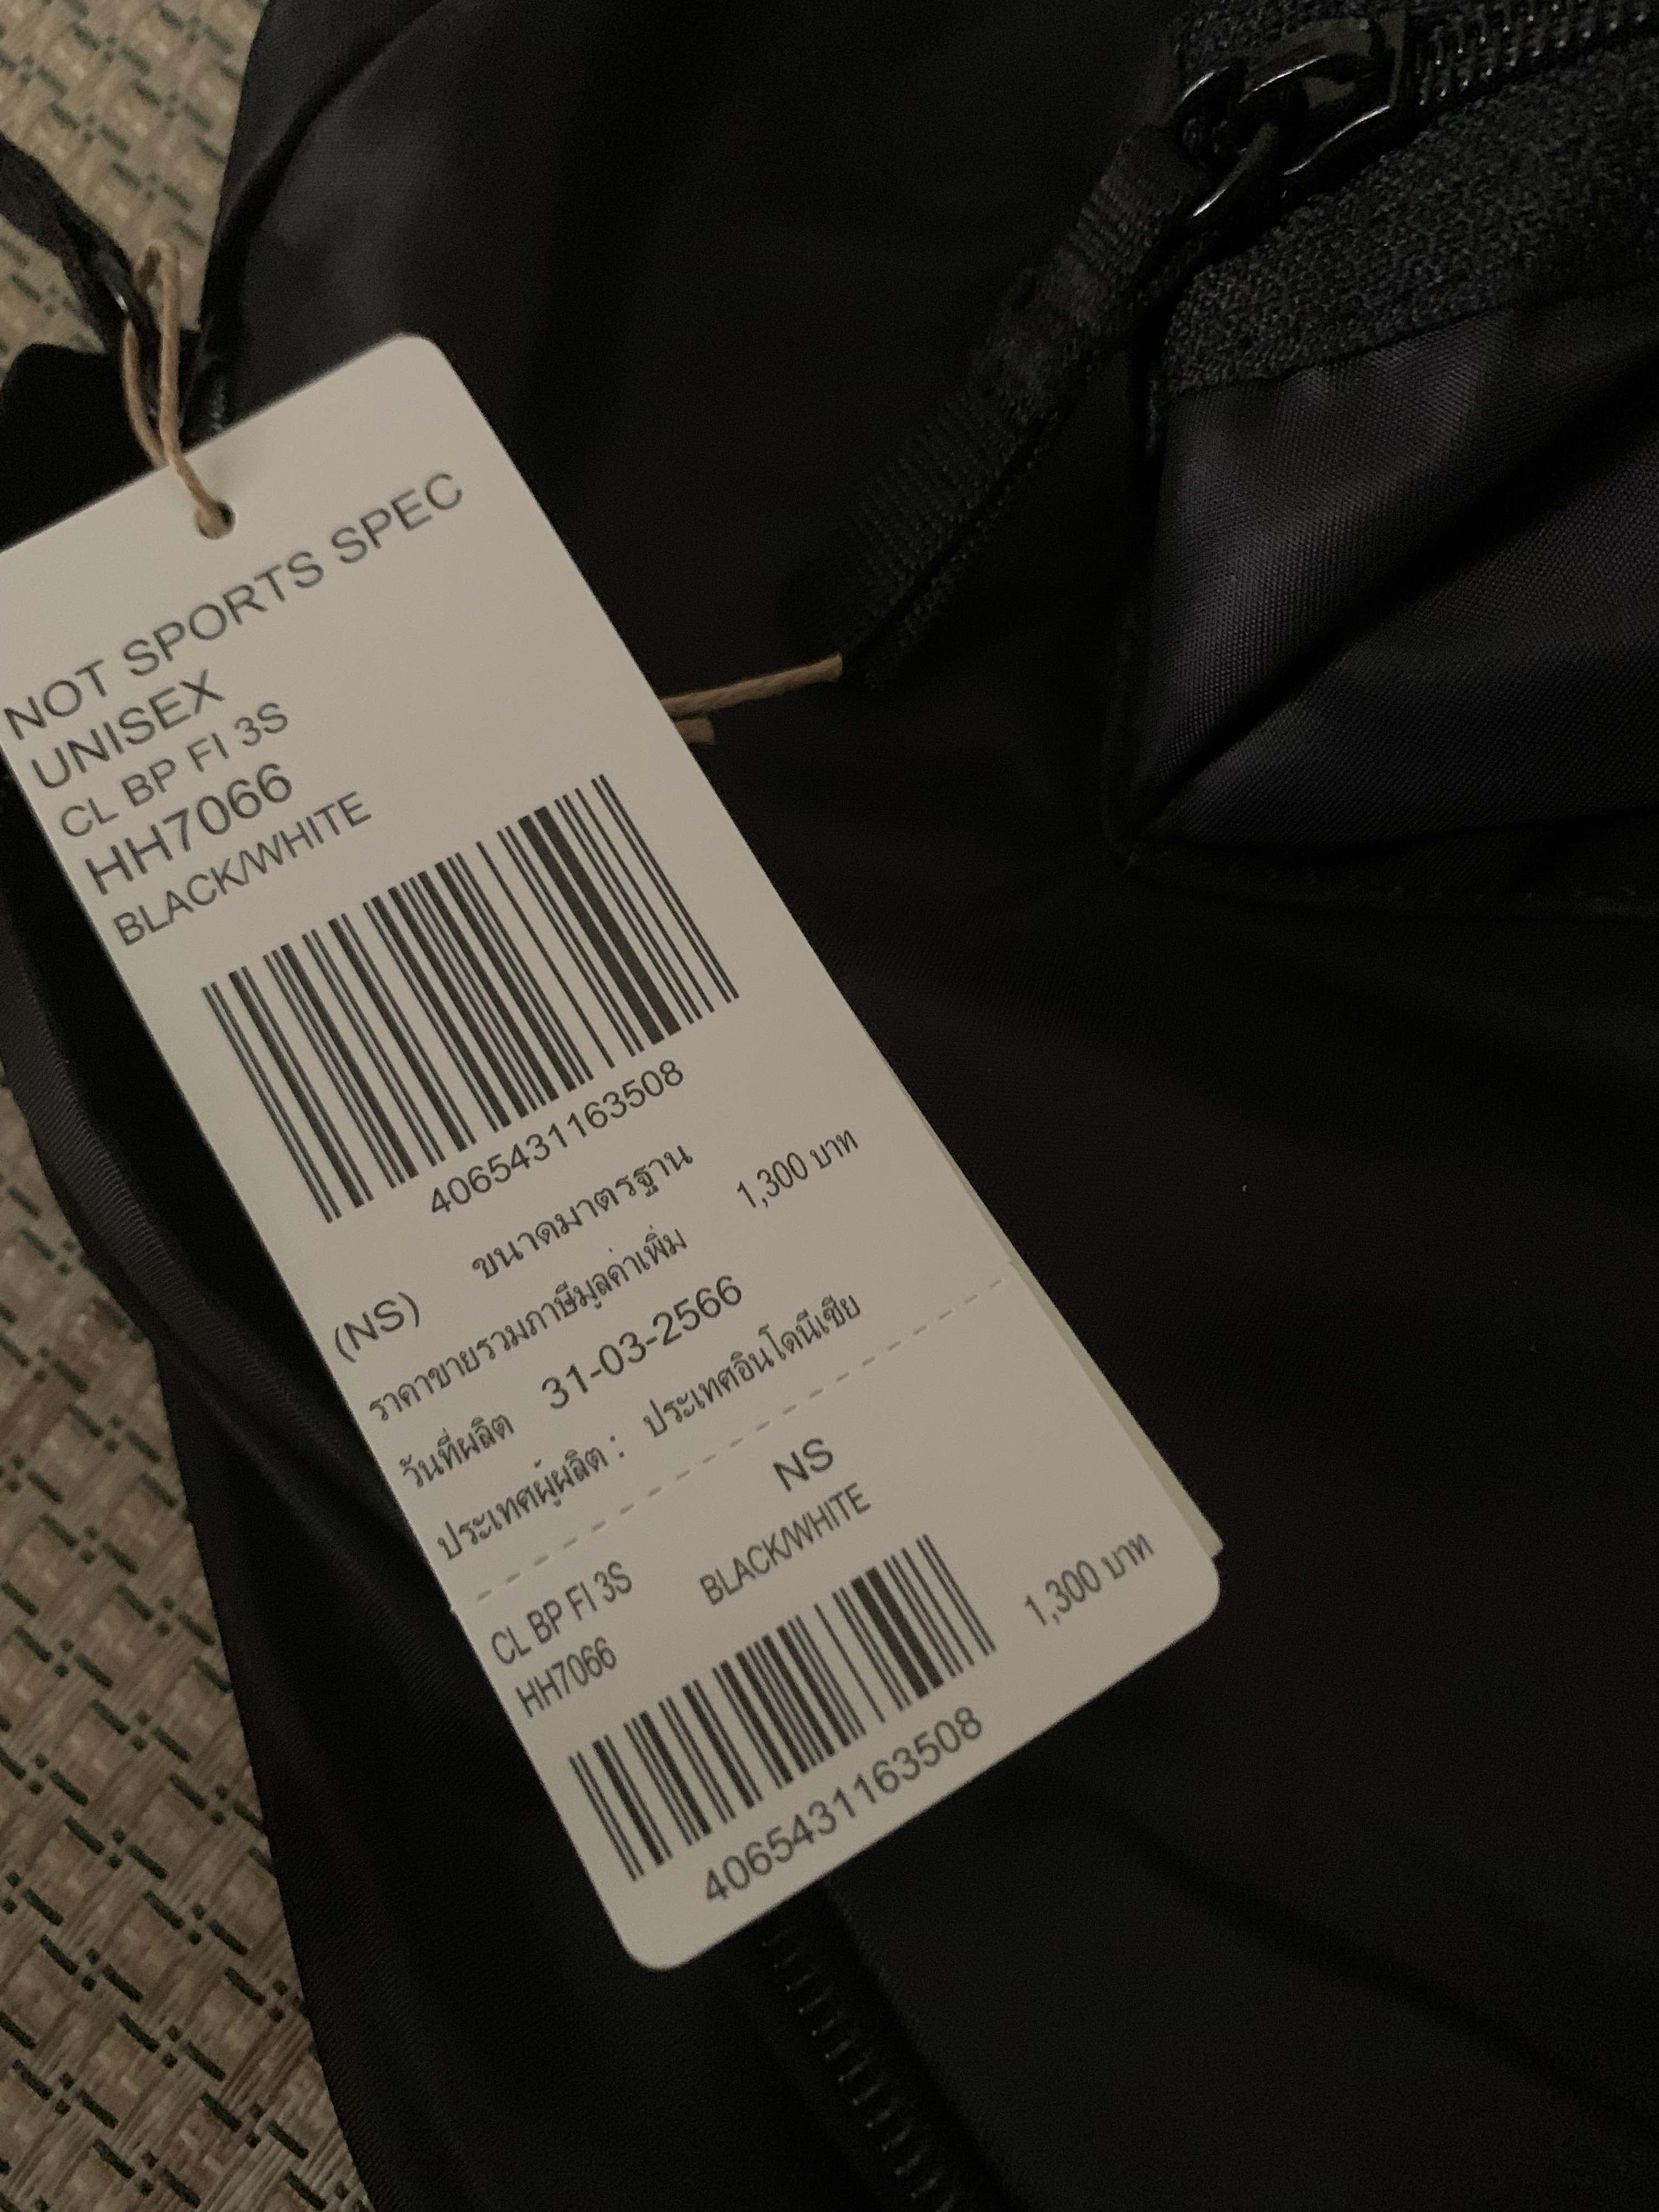 NOT SPORTS SPEC
UNISEX
CL BP FI 3S
HH7066
BLACK/WHITE
4065431163508
(NS) ขนาดมาตรฐาน
ราคาขายรวมภาษีมูลค่าเพิ่ม 1,300 บาท
วันที่ผลิต 31-03-2566
ประเทศผู้ผลิต : ประเทศอินโดนีเซีย
NS
CL BP FI 3S BLACK/WHITE
HH7066
1,300 บาท
4065431163508